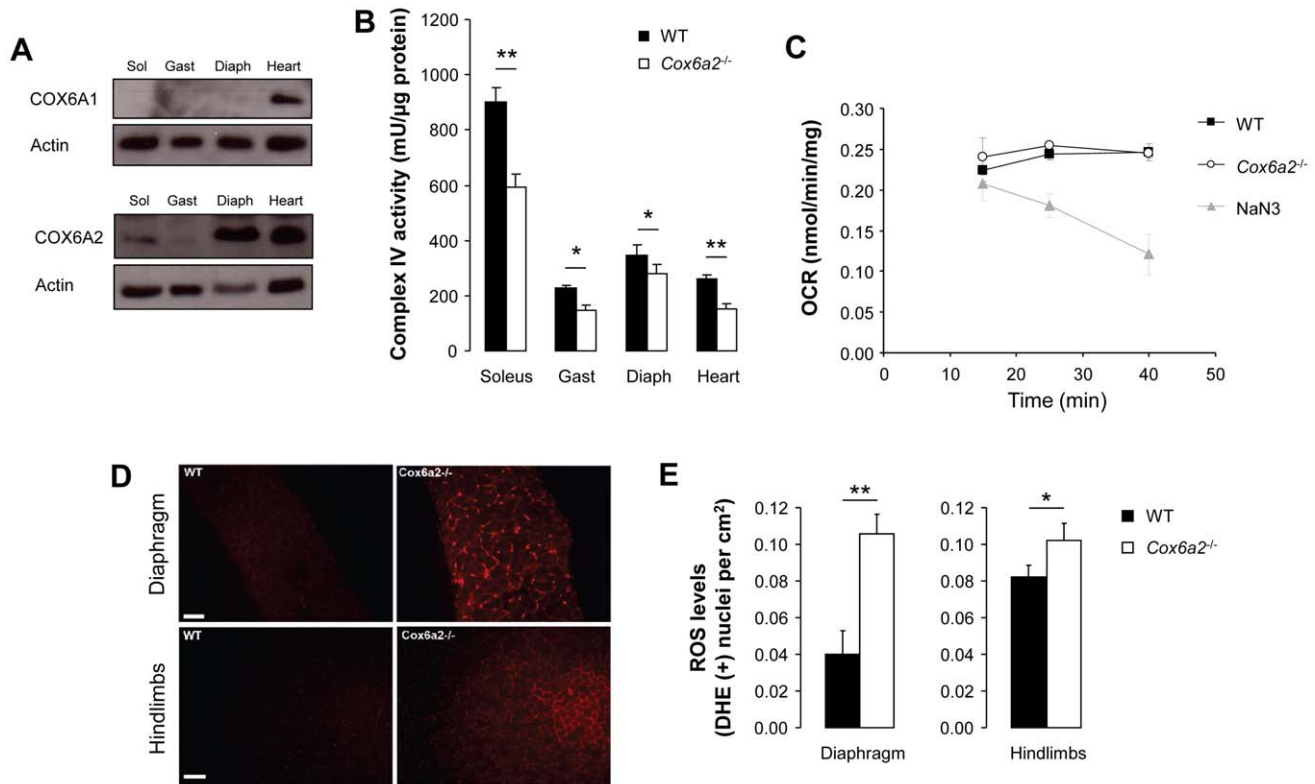 A
Sol Gast Diaph Heart
COX6A1
Actin
Sol Gast Diaph Heart
COX6A2
Actin
B
Complex IV activity (mU/µg protein)
1200
1000
800
600
400
200
0
WT
Cox6a2-/-
**
*
*
**
Soleus Gast Diaph Heart
C
OCR (nmol/min/mg)
0.30
0.25
0.20
0.15
0.10
0.05
0.00
0 10 20 30 40 50
Time (min)
WT
Cox6a2-/-
NaN3
D
Diaphragm
WT
Cox6a2-/-
Hindlimbs
WT
Cox6a2-/-
E
ROS levels
(DHE (+) nuclei per cm2)
0.12
0.10
0.08
0.06
0.04
0.02
0.00
**
Diaphragm
0.12
0.10
0.08
0.06
0.04
0.02
0.00
*
Hindlimbs
WT
Cox6a2-/-